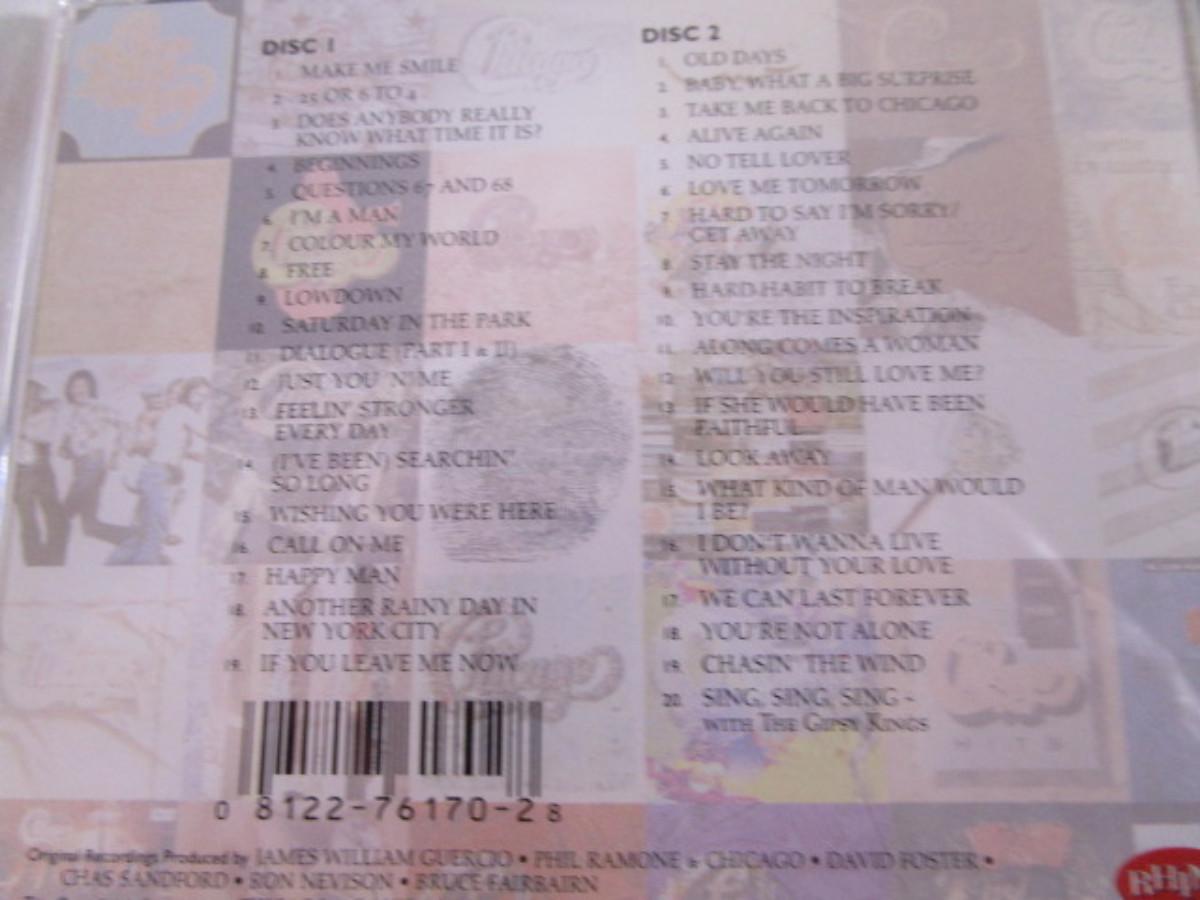 DISC 1
1. MAKE ME SMILE
2. 25 OR 6 TO 4
3. DOES ANYBODY REALLY
KNOW WHAT TIME IT IS?
4. BEGINNINGS
5. QUESTIONS 67 AND 68
6. I'M A MAN
7. COLOUR MY WORLD
8. FREE
9. LOWDOWN
10. SATURDAY IN THE PARK
11. DIALOGUE (PART I & II)
12. JUST YOU 'N' ME
13. FEELIN' STRONGER
EVERY DAY
14. (I'VE BEEN) SEARCHIN'
SO LONG
15. WISHING YOU WERE HERE
16. CALL ON ME
17. HAPPY MAN
18. ANOTHER RAINY DAY IN
NEW YORK CITY
19. IF YOU LEAVE ME NOW
DISC 2
1. OLD DAYS
2. BABY, WHAT A BIG SURPRISE
3. TAKE ME BACK TO CHICAGO
4. ALIVE AGAIN
5. NO TELL LOVER
6. LOVE ME TOMORROW
7. HARD TO SAY I'M SORRY/
GET AWAY
8. STAY THE NIGHT
9. HARD HABIT TO BREAK
10. YOU'RE THE INSPIRATION
11. ALONG COMES A WOMAN
12. WILL YOU STILL LOVE ME?
13. IF SHE WOULD HAVE BEEN
FAITHFUL...
14. LOOK AWAY
15. WHAT KIND OF MAN WOULD
I BE?
16. I DON'T WANNA LIVE
WITHOUT YOUR LOVE
17. WE CAN LAST FOREVER
18. YOU'RE NOT ALONE
19. CHASIN' THE WIND
20. SING, SING, SING -
WITH THE GIPSY KINGS
0 8122-76170-2 8
Original Recordings Produced by JAMES WILLIAM GUERCIO • PHIL RAMONE & CHICAGO • DAVID FOSTER •
CHAS SANDFORD • RON NEVISON • BRUCE FAIRBAIRN